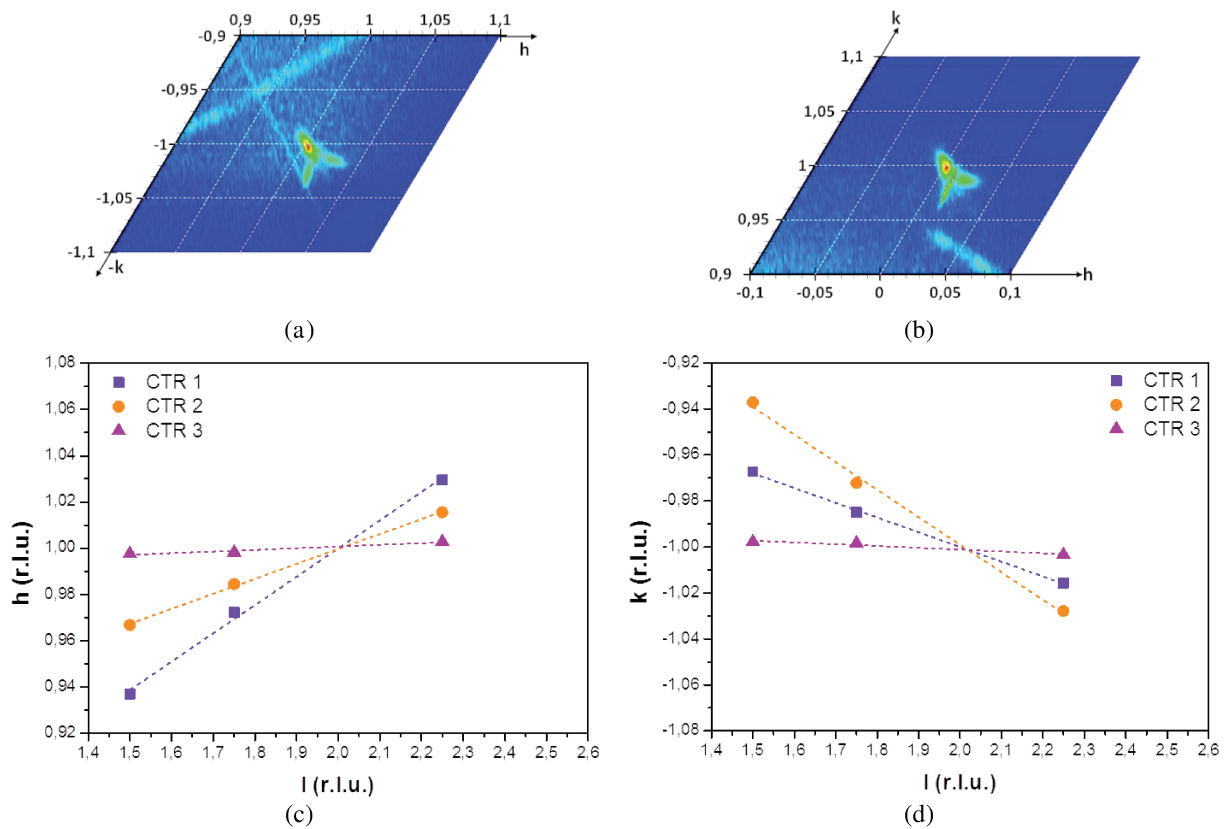 0,9 0,95 1 1,05 1,1
h
-0,9
-0,95
-1
-1,05
-1,1
-k
(a)
k
1,1
1,05
1
0,95
0,9
-0,1 -0,05 0 0,05 0,1
h
(b)
1,08
1,06
1,04
1,02
1,00
0,98
0,96
0,94
0,92
h (r.l.u.)
CTR 1
CTR 2
CTR 3
1,4 1,5 1,6 1,7 1,8 1,9 2,0 2,1 2,2 2,3 2,4 2,5 2,6
l (r.l.u.)
(c)
-0,92
-0,94
-0,96
-0,98
-1,00
-1,02
-1,04
-1,06
-1,08
k (r.l.u.)
CTR 1
CTR 2
CTR 3
1,4 1,5 1,6 1,7 1,8 1,9 2,0 2,1 2,2 2,3 2,4 2,5 2,6
l (r.l.u.)
(d)